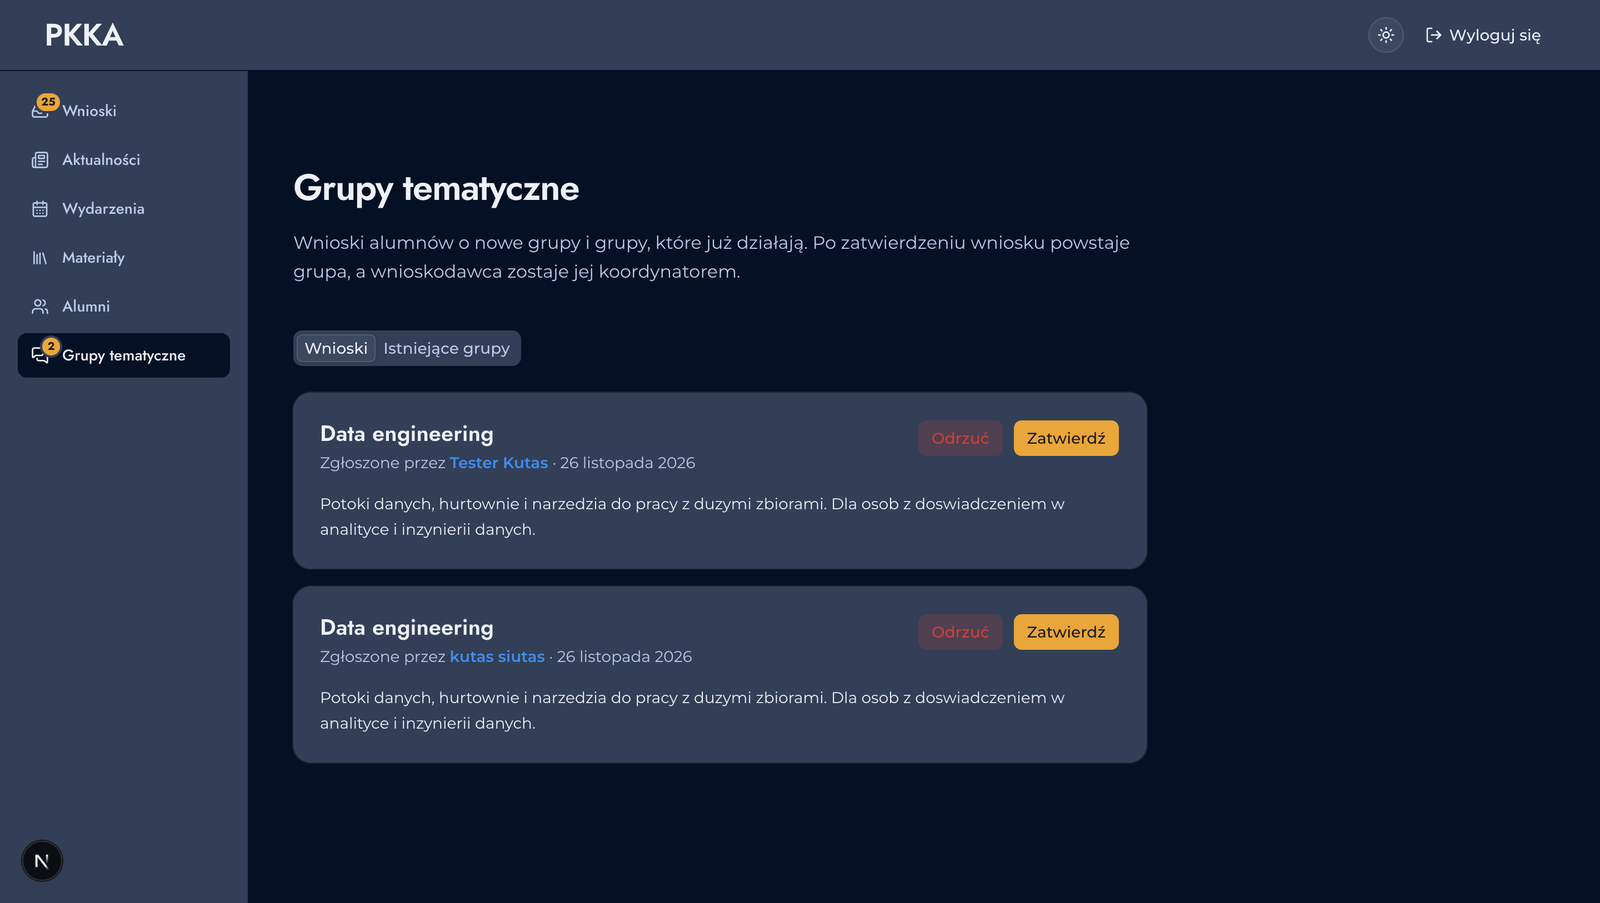 PKKA
Wyloguj się
25
Wnioski
Aktualności
Wydarzenia
Materiały
Alumni
2
Grupy tematyczne
Grupy tematyczne
Wnioski alumnów o nowe grupy i grupy, które już działają. Po zatwierdzeniu wniosku powstaje
grupa, a wnioskodawca zostaje jej koordynatorem.
Wnioski Istniejące grupy
Data engineering
Odrzuć Zatwierdź
Zgłoszone przez Tester Kutas · 26 listopada 2026
Potoki danych, hurtownie i narzedzia do pracy z duzymi zbiorami. Dla osob z doswiadczeniem w
analityce i inzynierii danych.
Data engineering
Odrzuć Zatwierdź
Zgłoszone przez kutas siutas · 26 listopada 2026
Potoki danych, hurtownie i narzedzia do pracy z duzymi zbiorami. Dla osob z doswiadczeniem w
analityce i inzynierii danych.
N